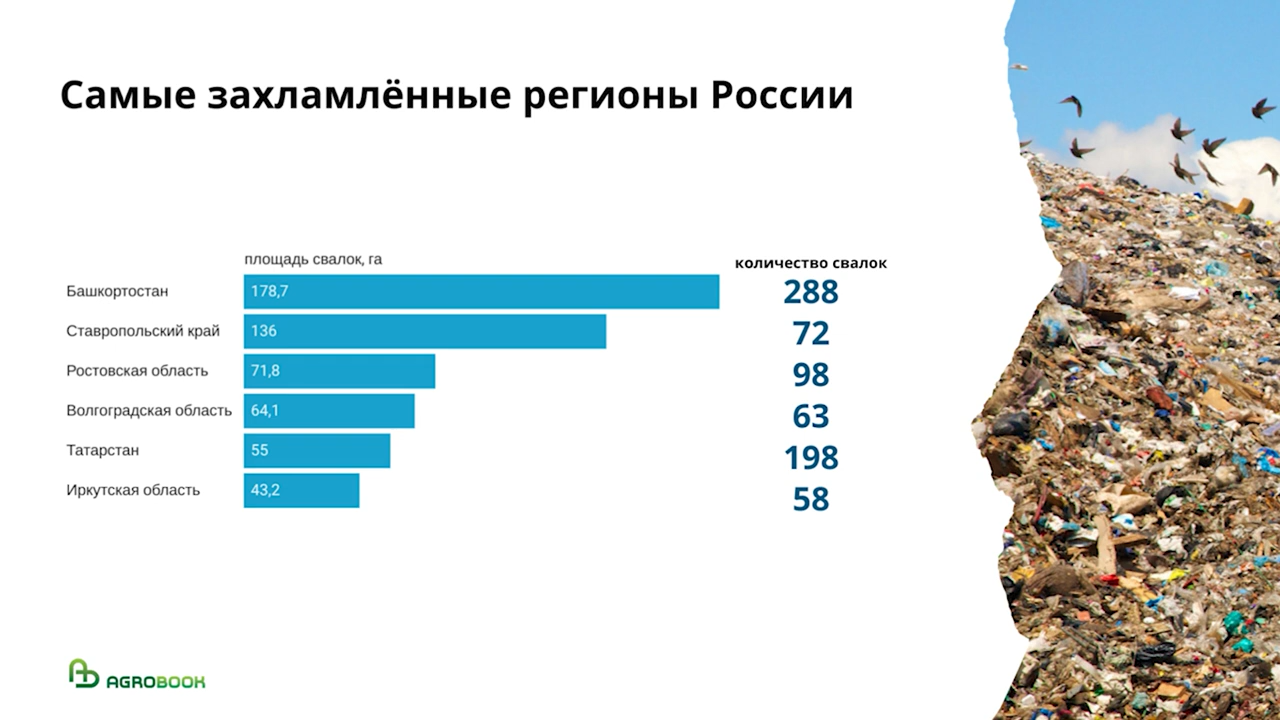 Самые захламлённые регионы России
площадь свалок, га количество свалок
Башкортостан 178,7 288
Ставропольский край 136 72
Ростовская область 71,8 98
Волгоградская область 64,1 63
Татарстан 55 198
Иркутская область 43,2 58
AGROBOOK